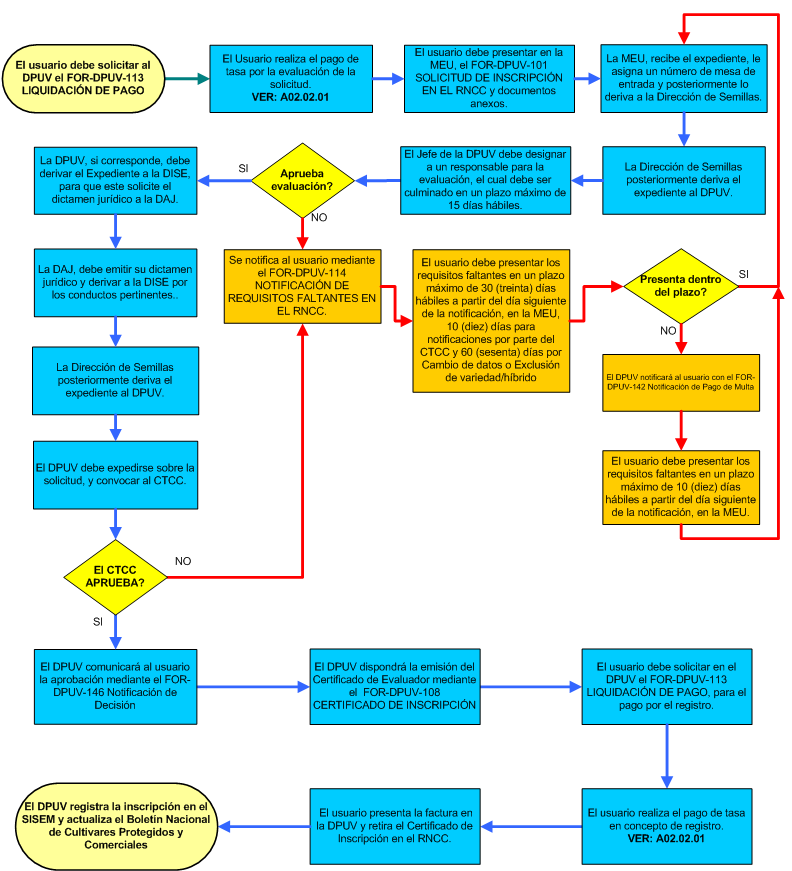 El usuario debe solicitar al
DPUV el FOR-DPUV-113
LIQUIDACIÓN DE PAGO
El Usuario realiza el pago de
tasa por la evaluación de la
solicitud.
VER: A02.02.01
El usuario debe presentar en la
MEU, el FOR-DPUV-101
SOLICITUD DE INSCRIPCIÓN
EN EL RNCC y documentos
anexos.
La MEU, recibe el expediente, le
asigna un número de mesa de
entrada y posteriormente lo
deriva a la Dirección de Semillas.
La Dirección de Semillas
posteriormente deriva el
expediente al DPUV.
El Jefe de la DPUV debe designar
a un responsable para la
evaluación, el cual debe ser
culminado en un plazo máximo de
15 días hábiles.
Aprueba
evaluación?
SI
NO
La DPUV, si corresponde, debe
derivar el Expediente a la DISE,
para que este solicite el
dictamen jurídico a la DAJ.
La DAJ, debe emitir su dictamen
jurídico y derivar a la DISE por
los conductos pertinentes..
La Dirección de Semillas
posteriormente deriva el
expediente al DPUV.
El DPUV debe expedirse sobre la
solicitud, y convocar al CTCC.
El CTCC
APRUEBA?
NO
SI
Se notifica al usuario mediante
el FOR-DPUV-114
NOTIFICACIÓN DE
REQUISITOS FALTANTES EN
EL RNCC.
El usuario debe presentar los
requisitos faltantes en un plazo
máximo de 30 (treinta) días
hábiles a partir del día siguiente
de la notificación, en la MEU,
10 (diez) días para
notificaciones por parte del
CTCC y 60 (sesenta) días por
Cambio de datos o Exclusión
de variedad/híbrido
Presenta dentro
del plazo?
SI
NO
El DPUV notificará al usuario con el FOR-
DPUV-142 Notificación de Pago de Multa
El usuario debe presentar los
requisitos faltantes en un plazo
máximo de 10 (diez) días
hábiles a partir del día siguiente
de la notificación, en la MEU.
El DPUV comunicará al usuario
la aprobación mediante el FOR-
DPUV-146 Notificación de
Decisión
El DPUV dispondrá la emisión del
Certificado de Evaluador mediante
el FOR-DPUV-108
CERTIFICADO DE INSCRIPCIÓN
El usuario debe solicitar en el
DPUV el FOR-DPUV-113
LIQUIDACIÓN DE PAGO, para el
pago por el registro.
El usuario realiza el pago de tasa
en concepto de registro.
VER: A02.02.01
El usuario presenta la factura en
la DPUV y retira el Certificado de
Inscripción en el RNCC.
El DPUV registra la inscripción en el
SISEM y actualiza el Boletín Nacional
de Cultivares Protegidos y
Comerciales